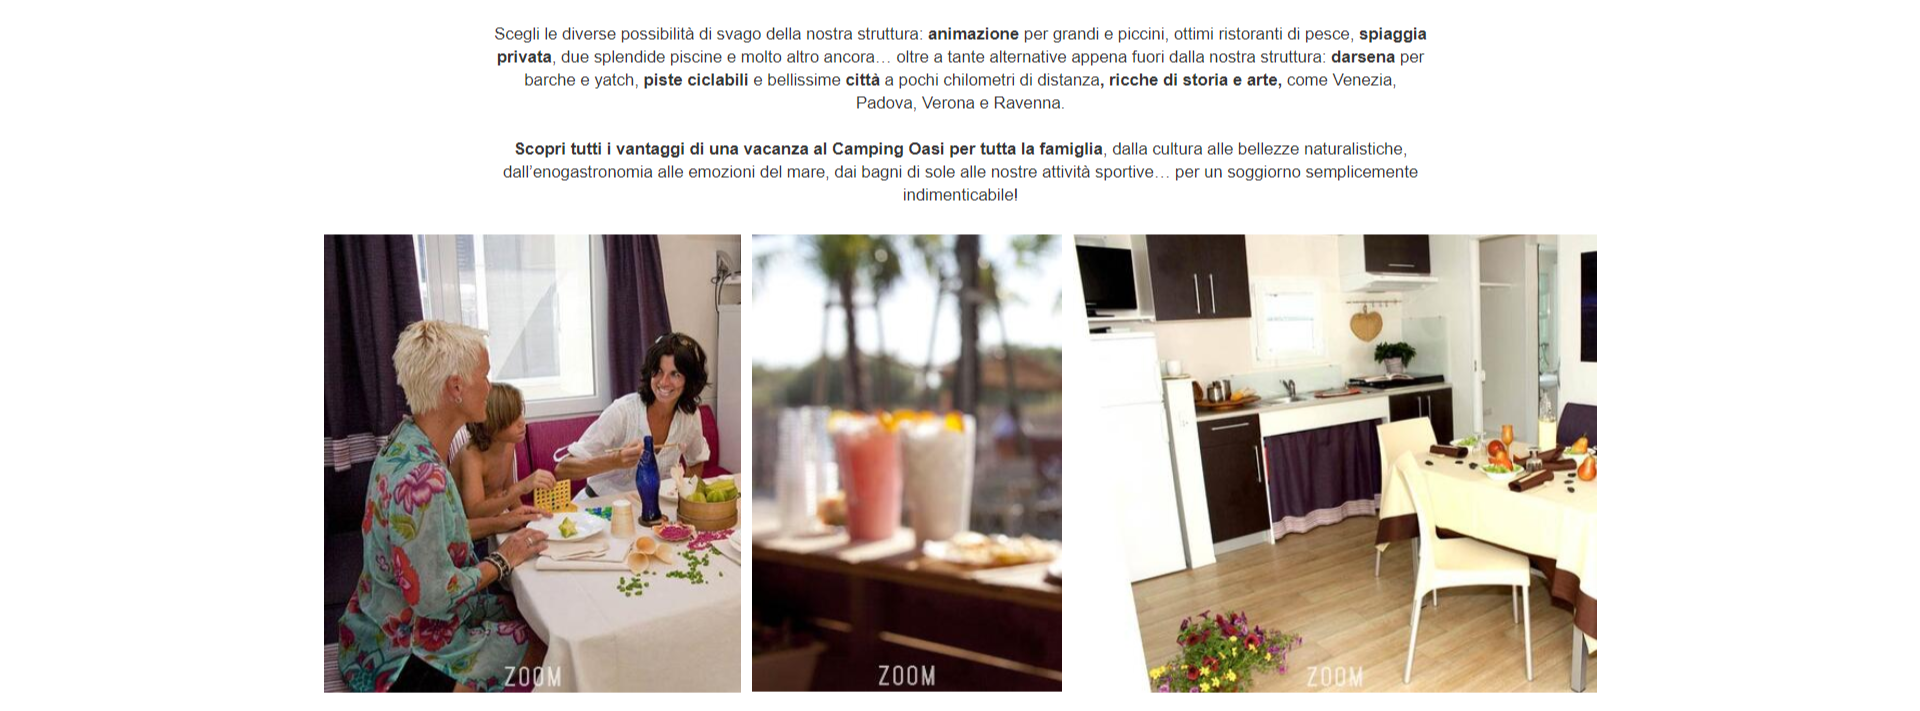 Scegli le diverse possibilità di svago della nostra struttura: animazione per grandi e piccini, ottimi ristoranti di pesce, spiaggia
privata, due splendide piscine e molto altro ancora… oltre a tante alternative appena fuori dalla nostra struttura: darsena per
barche e yatch, piste ciclabili e bellissime città a pochi chilometri di distanza, ricche di storia e arte, come Venezia,
Padova, Verona e Ravenna.
Scopri tutti i vantaggi di una vacanza al Camping Oasi per tutta la famiglia, dalla cultura alle bellezze naturalistiche,
dall’enogastronomia alle emozioni del mare, dai bagni di sole alle nostre attività sportive… per un soggiorno semplicemente
indimenticabile!
ZOOM
ZOOM
ZOOM